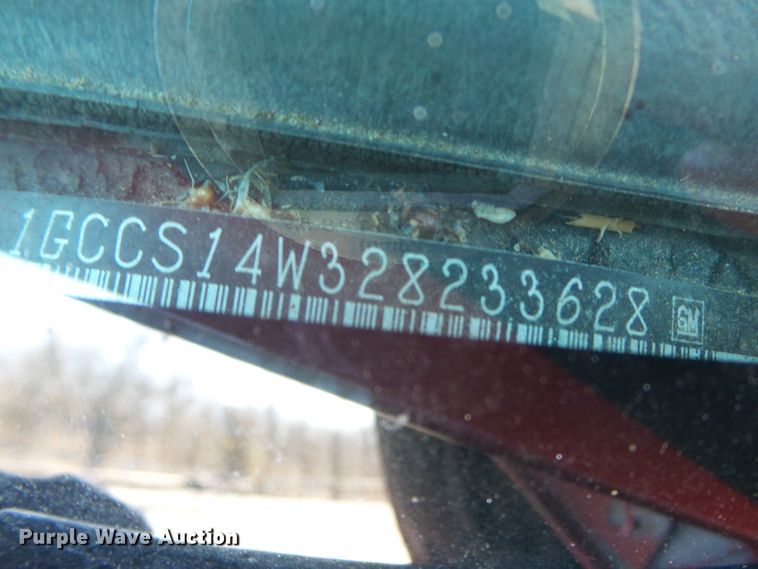 1GCCS14W328233628 GM
Purple Wave Auction